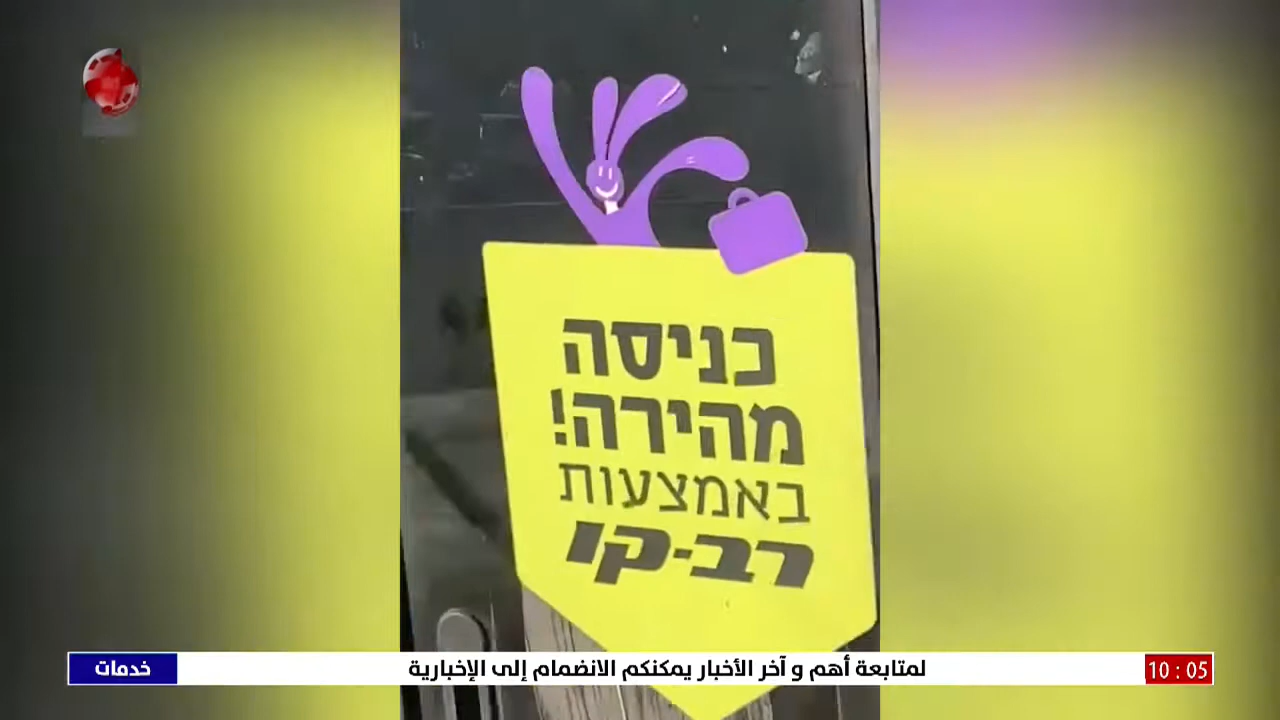 כניסה
מהירה!
באמצעות
רב-קו
خدمات
لمتابعة أهم و آخر الأخبار يمكنكم الانضمام إلى الإخبارية
10 : 05